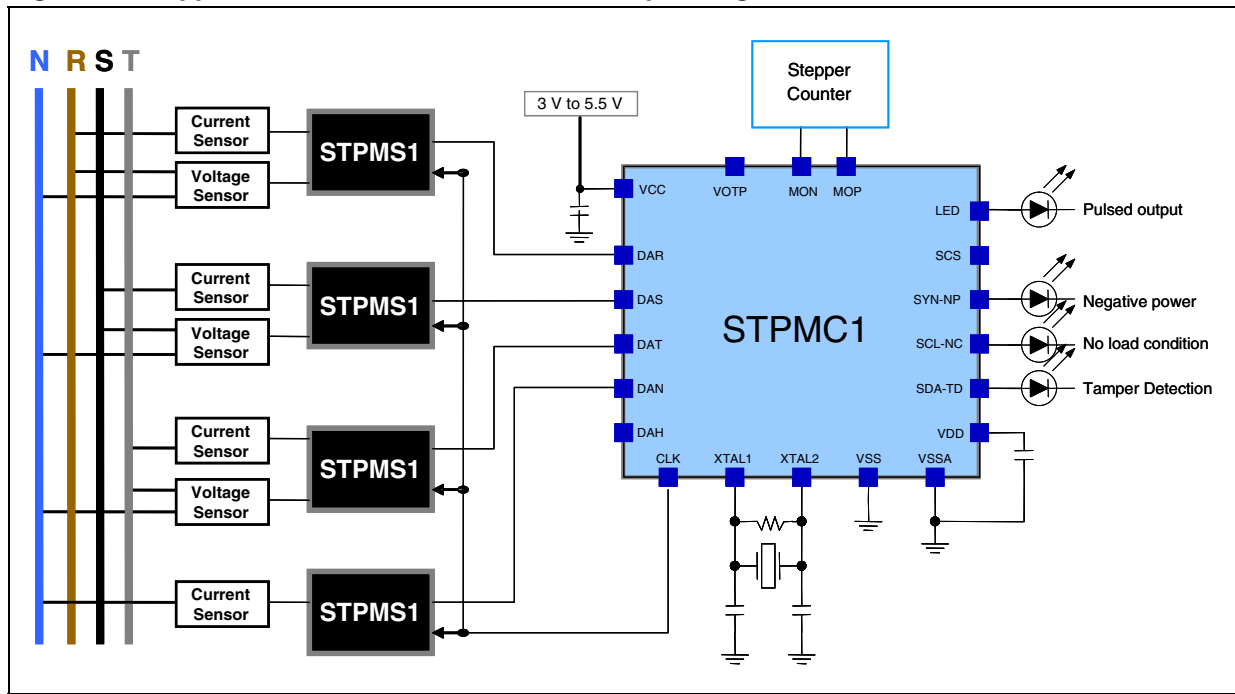 N R S T
Current
Sensor
Voltage
Sensor
STPMS1
Current
Sensor
Voltage
Sensor
STPMS1
Current
Sensor
Voltage
Sensor
STPMS1
Current
Sensor
STPMS1
3 V to 5.5 V
Stepper
Counter
VCC
VOTP
MON
MOP
LED
Pulsed output
DAR
SCS
DAS
SYN-NP
Negative power
STPMC1
DAT
SCL-NC
No load condition
DAN
SDA-TD
Tamper Detection
DAH
VDD
CLK
XTAL1
XTAL2
VSS
VSSA